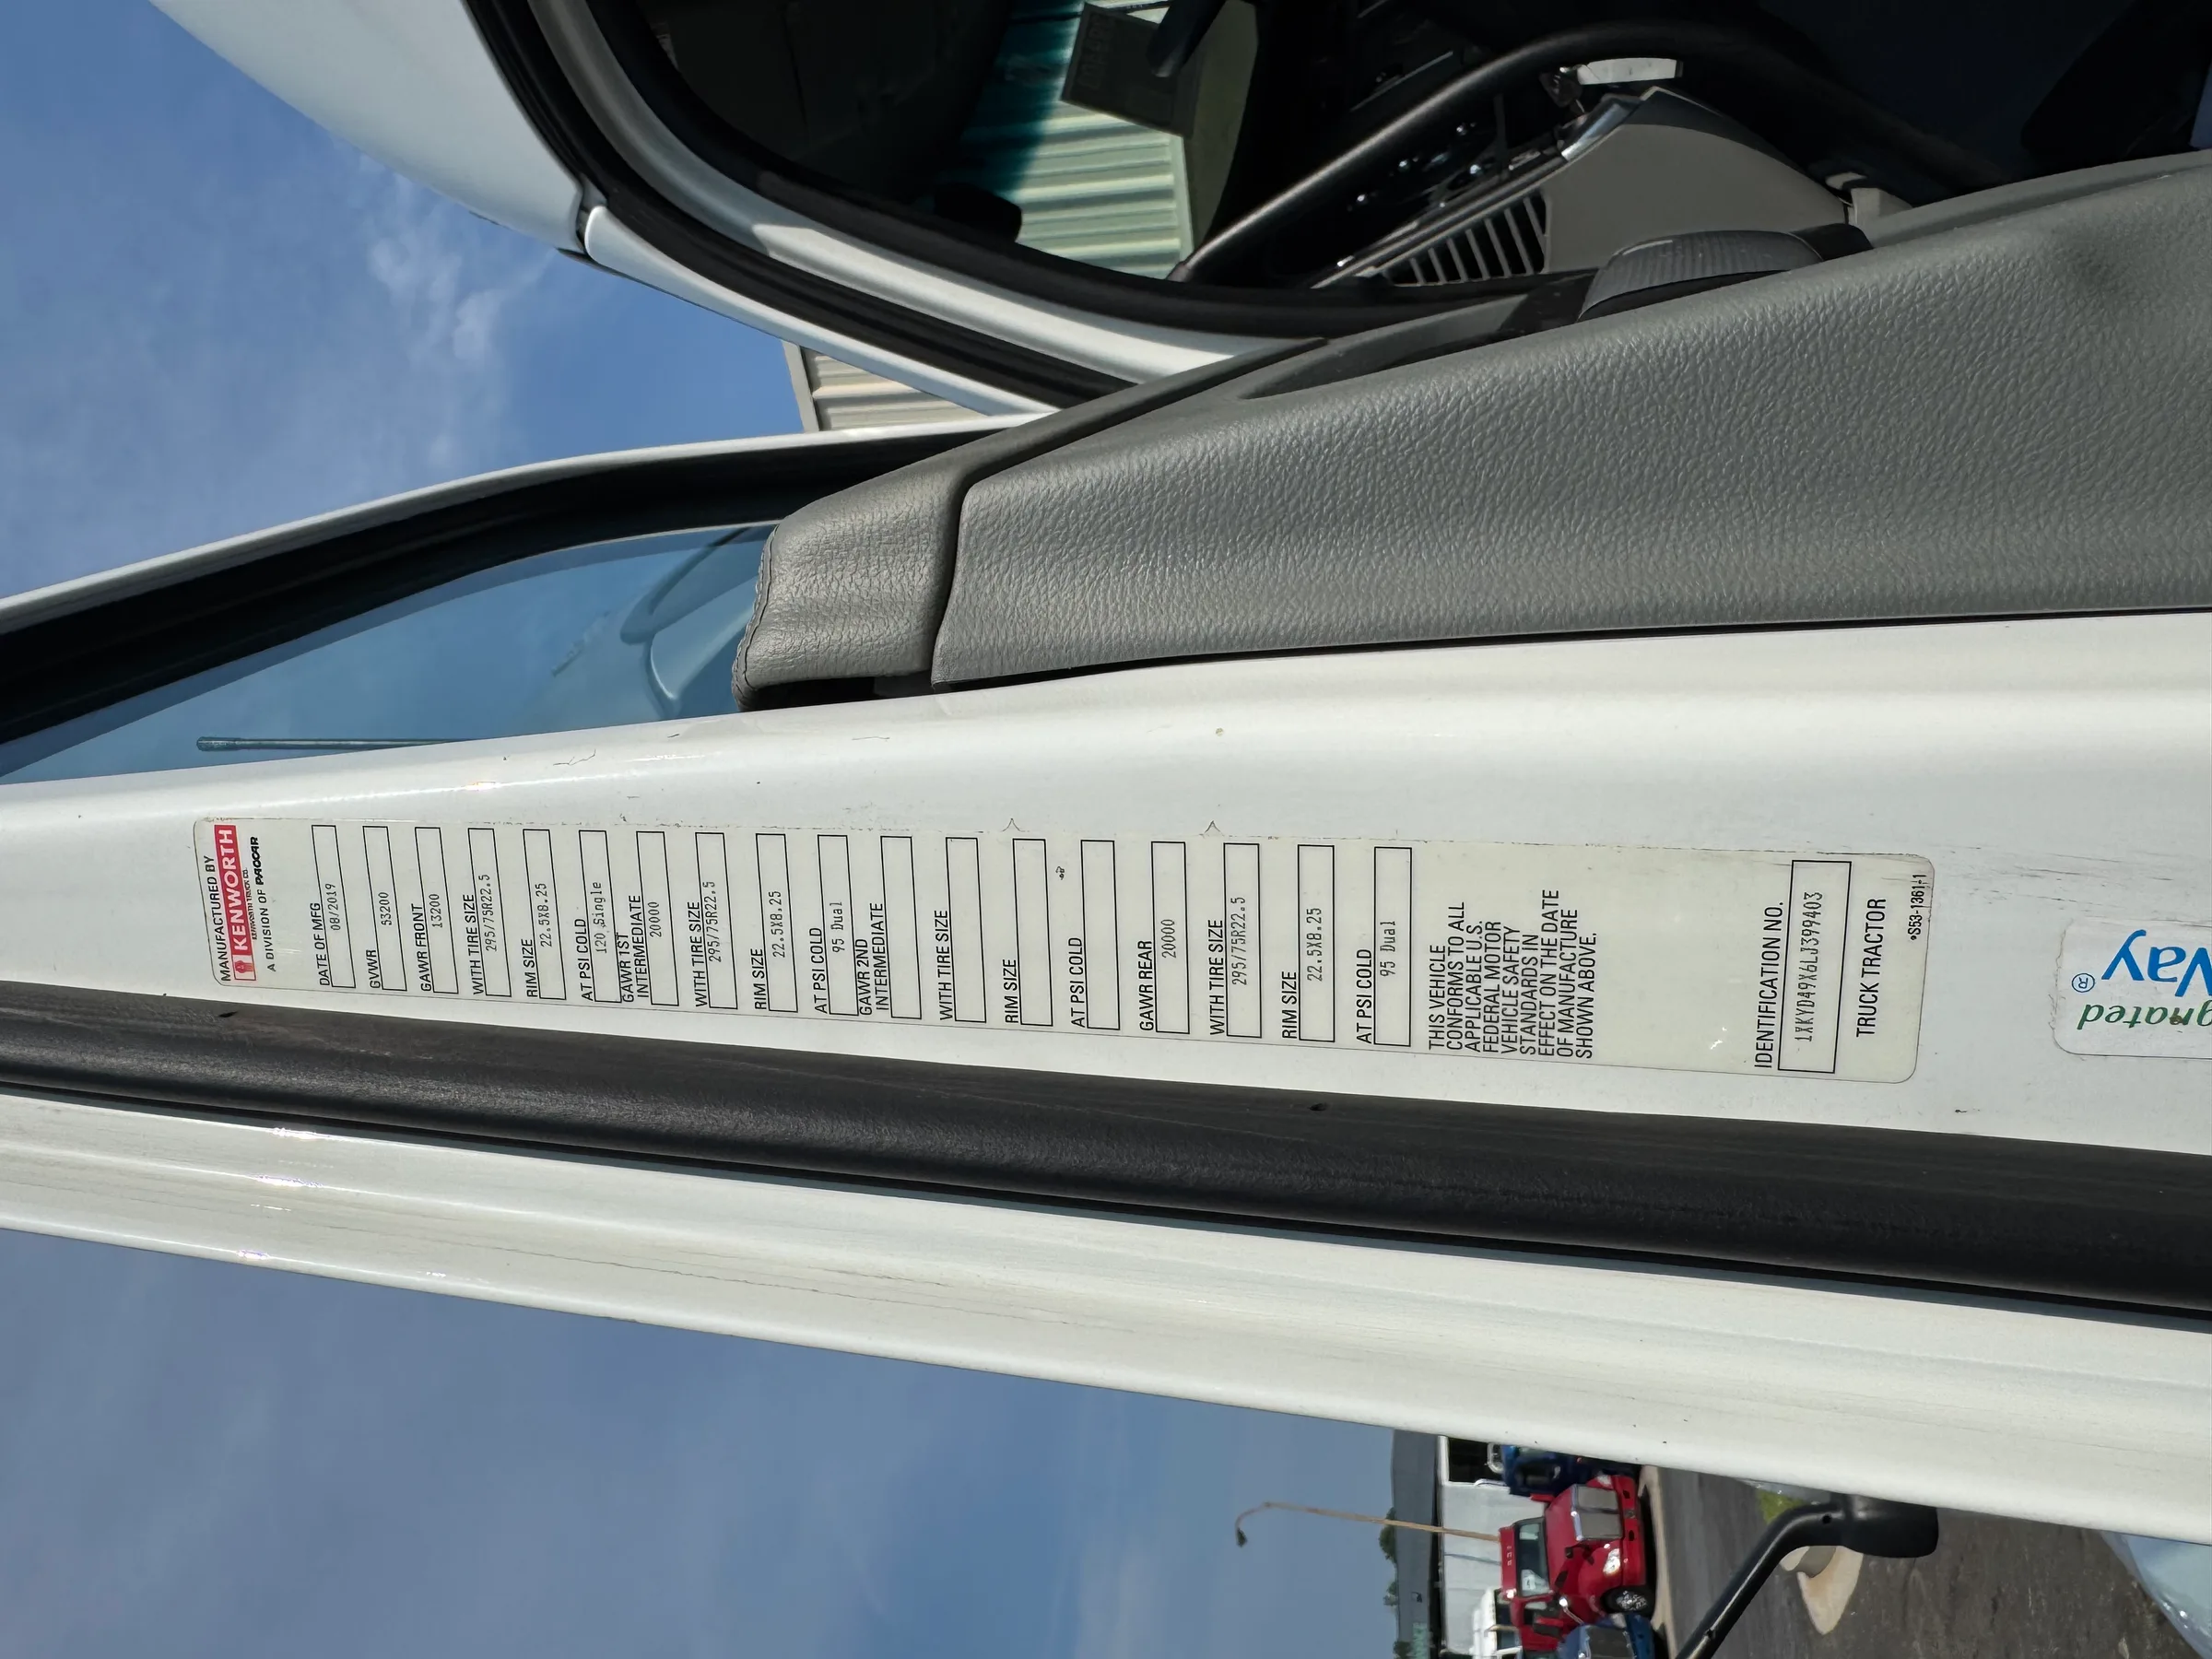 MANUFACTURED BY
KENWORTH
KENWORTH TRUCK CO.
A DIVISION OF PACCAR
DATE OF MFG
08/2019
GVWR
53200
GAWR FRONT
13200
WITH TIRE SIZE
295/75R22.5
RIM SIZE
22.5X8.25
AT PSI COLD
120 Single
GAWR 1ST
INTERMEDIATE
20000
WITH TIRE SIZE
295/75R22.5
RIM SIZE
22.5X8.25
AT PSI COLD
95 Dual
GAWR 2ND
INTERMEDIATE
WITH TIRE SIZE
RIM SIZE
AT PSI COLD
GAWR REAR
20000
WITH TIRE SIZE
295/75R22.5
RIM SIZE
22.5X8.25
AT PSI COLD
95 Dual
THIS VEHICLE
CONFORMS TO ALL
APPLICABLE U.S.
FEDERAL MOTOR
VEHICLE SAFETY
STANDARDS IN
EFFECT ON THE DATE
OF MANUFACTURE
SHOWN ABOVE.
IDENTIFICATION NO.
1XKYD49X6LJ399403
TRUCK TRACTOR
*S53-1361-1
gnated
Way®